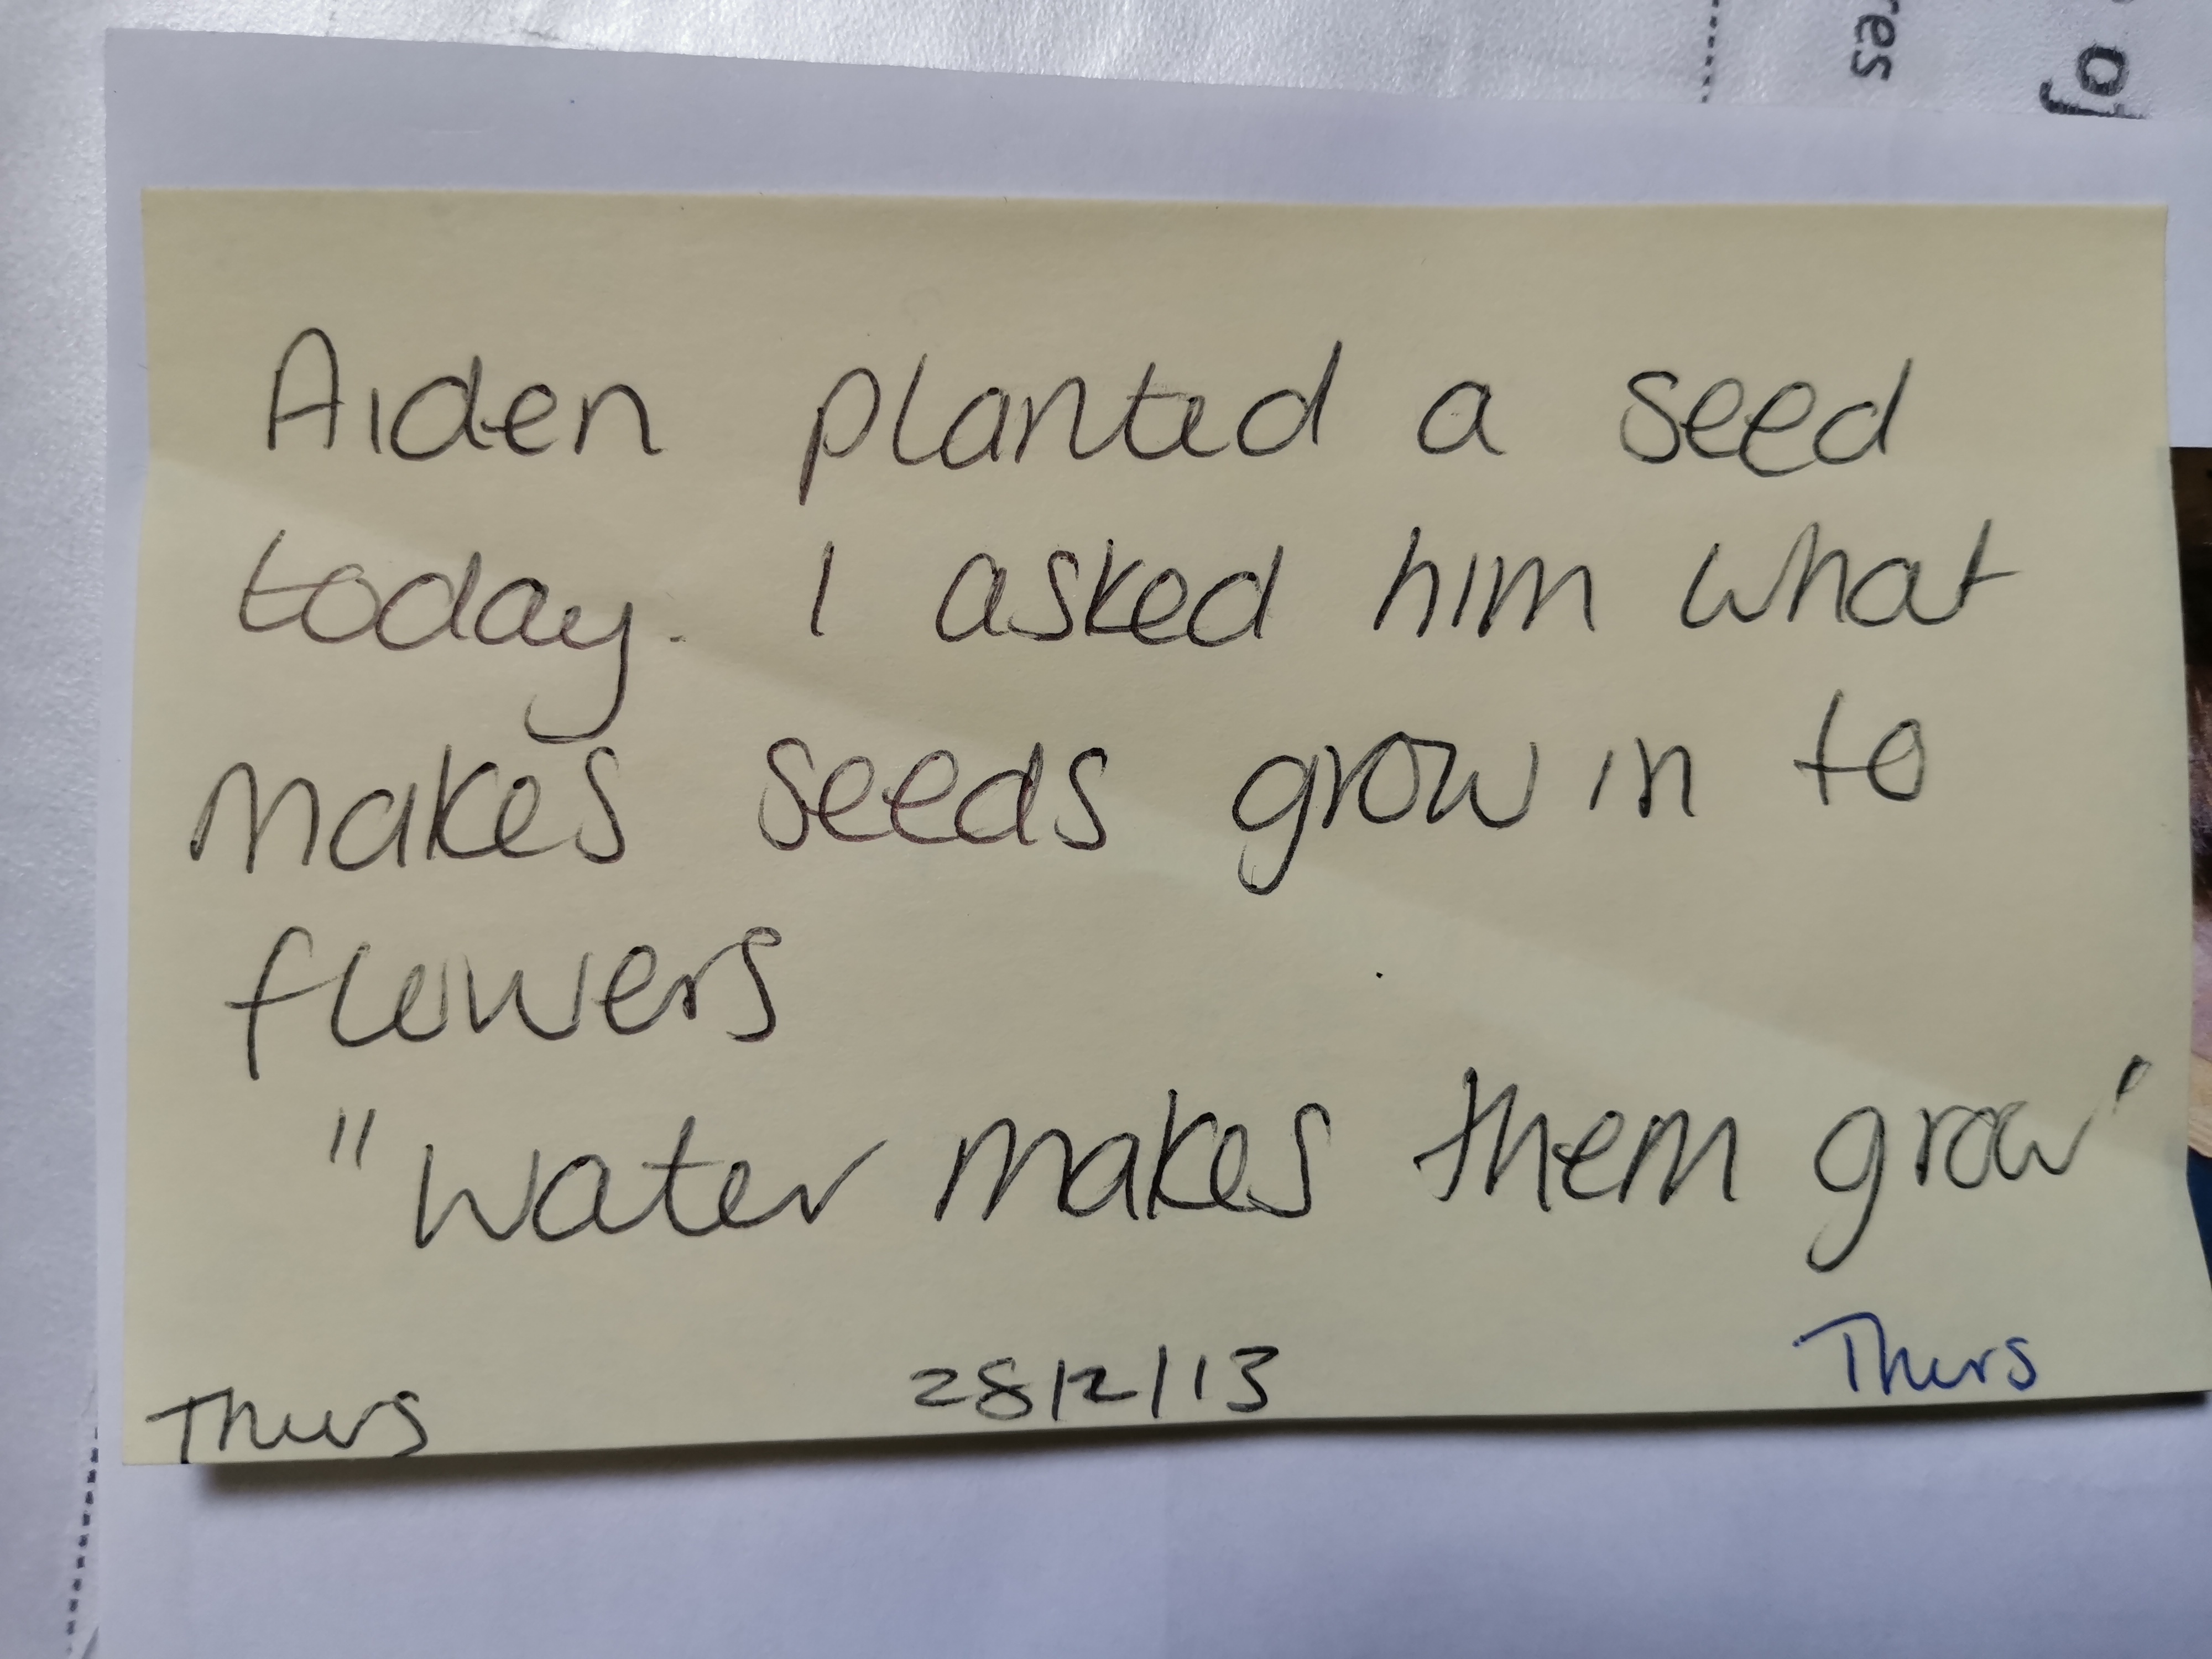 res
Aiden planted a seed
today. I asked him what
makes seeds grow in to
flowers
"Water makes them grow"
Thurs 28/2/13 Thurs